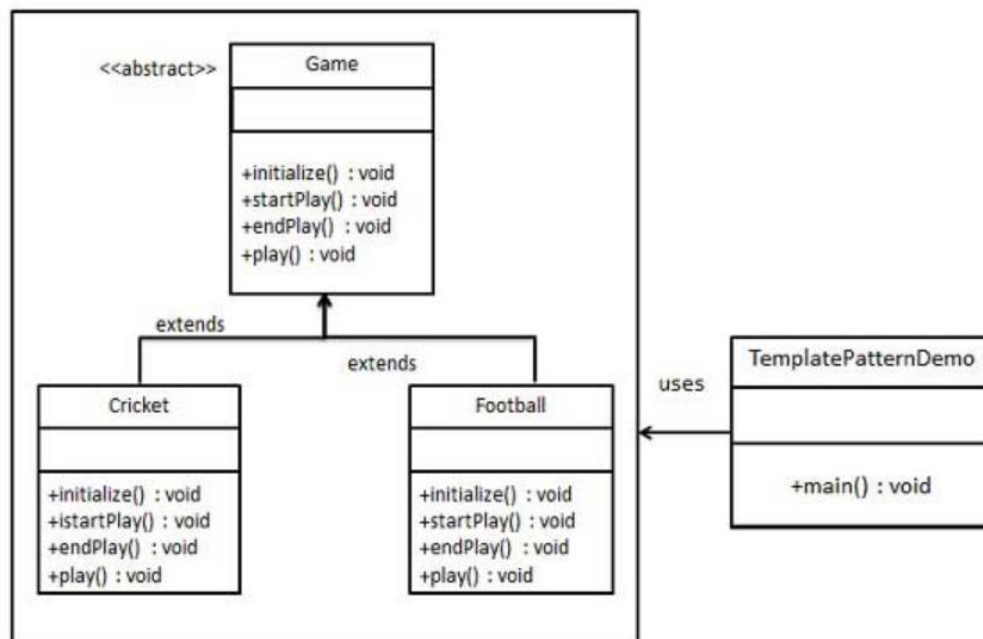 <<abstract>>
Game
+initialize() : void
+startPlay() : void
+endPlay() : void
+play() : void
extends
extends
Cricket
+initialize() : void
+istartPlay() : void
+endPlay() : void
+play() : void
Football
+initialize() : void
+startPlay() : void
+endPlay() : void
+play() : void
uses
TemplatePatternDemo
+main() : void